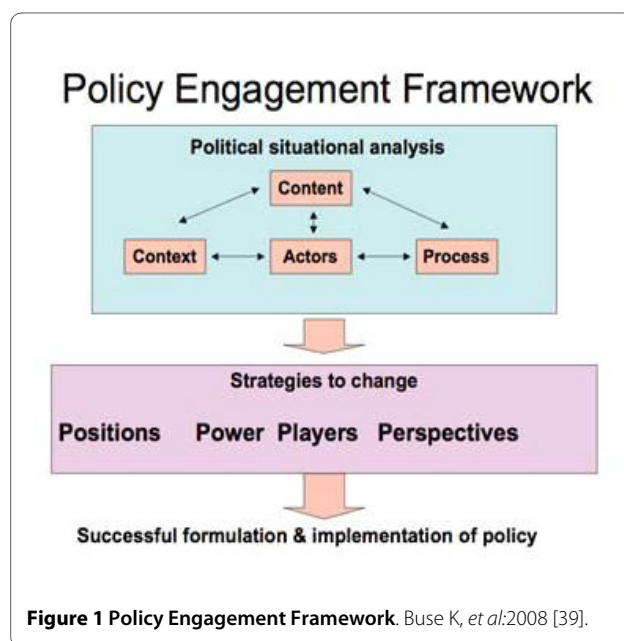 Policy Engagement Framework
Political situational analysis
Content
Context Actors Process
Strategies to change
Positions Power Players Perspectives
Successful formulation & implementation of policy
Figure 1 Policy Engagement Framework. Buse K, et al:2008 [39].